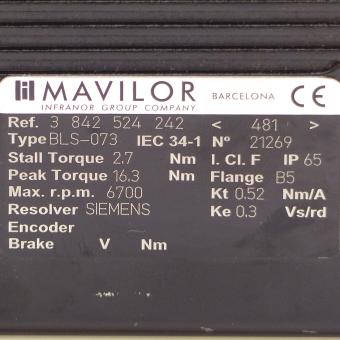 MAVILOR
INFRANOR GROUP COMPANY BARCELONA CE
Ref. 3 842 524 242 < 481 >
Type BLS-073 IEC 34-1 Nº 21269
Stall Torque 2.7 Nm I. Cl. F IP 65
Peak Torque 16.3 Nm Flange B5
Max. r.p.m. 6700 Kt 0.52 Nm/A
Resolver SIEMENS Ke 0.3 Vs/rd
Encoder
Brake V Nm